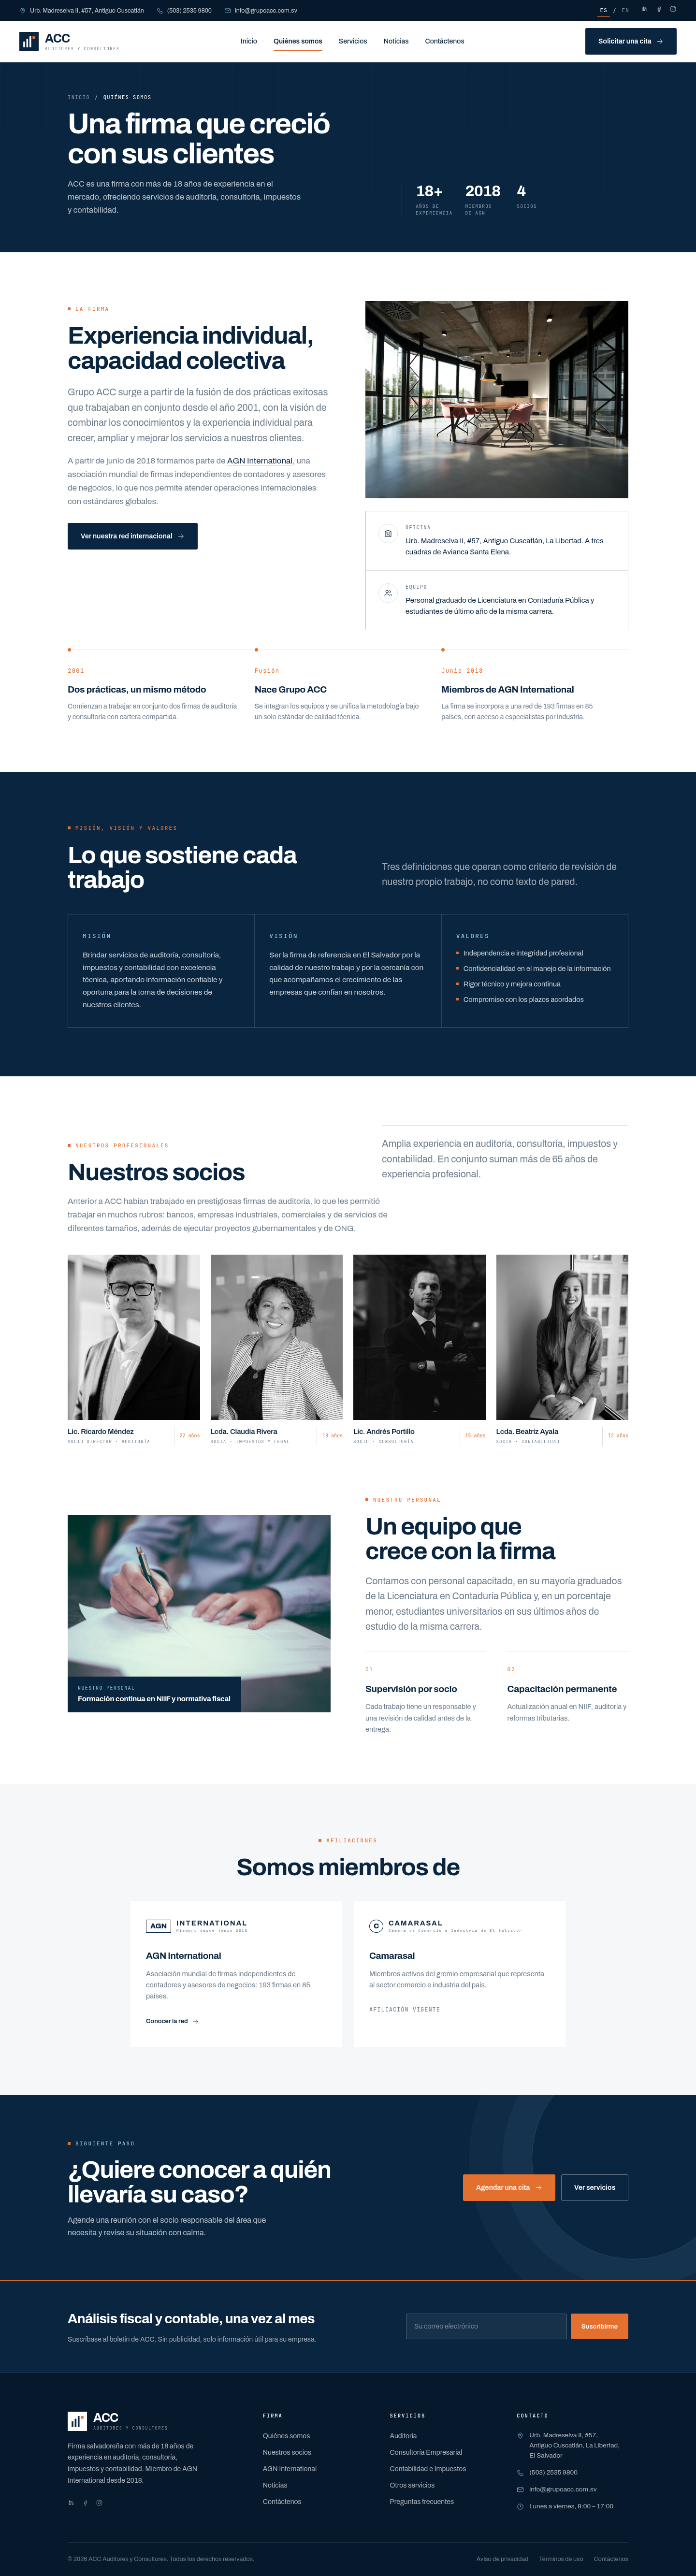 Urb. Madreselva II, #57, Antiguo Cuscatlán
(503) 2535 9800
info@grupoacc.com.sv
ES / EN
ACC
AUDITORES Y CONSULTORES
Inicio
Quiénes somos
Servicios
Noticias
Contáctenos
Solicitar una cita
INICIO / QUIÉNES SOMOS
Una firma que creció
con sus clientes
ACC es una firma con más de 18 años de experiencia en el
mercado, ofreciendo servicios de auditoría, consultoría, impuestos
y contabilidad.
18+
AÑOS DE
EXPERIENCIA
2018
MIEMBROS
DE AGN
4
SOCIOS
LA FIRMA
Experiencia individual,
capacidad colectiva
Grupo ACC surge a partir de la fusión de dos prácticas exitosas
que trabajaban en conjunto desde el año 2001, con la visión de
combinar los conocimientos y la experiencia individual para
crecer, ampliar y mejorar los servicios a nuestros clientes.
A partir de junio de 2018 formamos parte de AGN International, una
asociación mundial de firmas independientes de contadores y asesores
de negocios, lo que nos permite atender operaciones internacionales
con estándares globales.
Ver nuestra red internacional
OFICINA
Urb. Madreselva II, #57, Antiguo Cuscatlán, La Libertad. A tres
cuadras de Avianca Santa Elena.
EQUIPO
Personal graduado de Licenciatura en Contaduría Pública y
estudiantes de último año de la misma carrera.
2001
Dos prácticas, un mismo método
Comienzan a trabajar en conjunto dos firmas de auditoría
y consultoría con cartera compartida.
Fusión
Nace Grupo ACC
Se integran los equipos y se unifica la metodología bajo
un solo estándar de calidad técnica.
Junio 2018
Miembros de AGN International
La firma se incorpora a una red de 193 firmas en 85
países, con acceso a especialistas por industria.
MISIÓN, VISIÓN Y VALORES
Lo que sostiene cada
trabajo
Tres definiciones que operan como criterio de revisión de
nuestro propio trabajo, no como texto de pared.
MISIÓN
Brindar servicios de auditoría, consultoría,
impuestos y contabilidad con excelencia
técnica, aportando información confiable y
oportuna para la toma de decisiones de
nuestros clientes.
VISIÓN
Ser la firma de referencia en El Salvador por la
calidad de nuestro trabajo y por la cercanía con
que acompañamos el crecimiento de las
empresas que confían en nosotros.
VALORES
Independencia e integridad profesional
Confidencialidad en el manejo de la información
Rigor técnico y mejora continua
Compromiso con los plazos acordados
NUESTROS PROFESIONALES
Nuestros socios
Amplia experiencia en auditoría, consultoría, impuestos y
contabilidad. En conjunto suman más de 65 años de
experiencia profesional.
Anterior a ACC habían trabajado en prestigiosas firmas de auditoría, lo que les permitió
trabajar en muchos rubros: bancos, empresas industriales, comerciales y de servicios de
diferentes tamaños, además de ejecutar proyectos gubernamentales y de ONG.
Lic. Ricardo Méndez
SOCIO DIRECTOR · AUDITORÍA
22 años
Lcda. Claudia Rivera
SOCIA · IMPUESTOS Y LEGAL
18 años
Lic. Andrés Portillo
SOCIO · CONSULTORÍA
15 años
Lcda. Beatriz Ayala
SOCIA · CONTABILIDAD
12 años
NUESTRO PERSONAL
Formación continua en NIIF y normativa fiscal
NUESTRO PERSONAL
Un equipo que
crece con la firma
Contamos con personal capacitado, en su mayoría graduados
de la Licenciatura en Contaduría Pública y, en un porcentaje
menor, estudiantes universitarios en sus últimos años de
estudio de la misma carrera.
01
Supervisión por socio
Cada trabajo tiene un responsable y
una revisión de calidad antes de la
entrega.
02
Capacitación permanente
Actualización anual en NIIF, auditoría y
reformas tributarias.
AFILIACIONES
Somos miembros de
AGN INTERNATIONAL
Miembro desde junio 2018
AGN International
Asociación mundial de firmas independientes de
contadores y asesores de negocios: 193 firmas en 85
países.
Conocer la red
C CAMARASAL
Cámara de Comercio e Industria de El Salvador
Camarasal
Miembros activos del gremio empresarial que representa
al sector comercio e industria del país.
AFILIACIÓN VIGENTE
SIGUIENTE PASO
¿Quiere conocer a quién
llevaría su caso?
Agende una reunión con el socio responsable del área que
necesita y revise su situación con calma.
Agendar una cita
Ver servicios
Análisis fiscal y contable, una vez al mes
Suscríbase al boletín de ACC. Sin publicidad, solo información útil para su empresa.
Su correo electrónico
Suscribirme
ACC
AUDITORES Y CONSULTORES
Firma salvadoreña con más de 18 años de
experiencia en auditoría, consultoría,
impuestos y contabilidad. Miembro de AGN
International desde 2018.
FIRMA
Quiénes somos
Nuestros socios
AGN International
Noticias
Contáctenos
SERVICIOS
Auditoría
Consultoría Empresarial
Contabilidad e Impuestos
Otros servicios
Preguntas frecuentes
CONTACTO
Urb. Madreselva II, #57,
Antiguo Cuscatlán, La Libertad,
El Salvador
(503) 2535 9800
info@grupoacc.com.sv
Lunes a viernes, 8:00 – 17:00
© 2026 ACC Auditores y Consultores. Todos los derechos reservados.
Aviso de privacidad
Términos de uso
Contáctenos